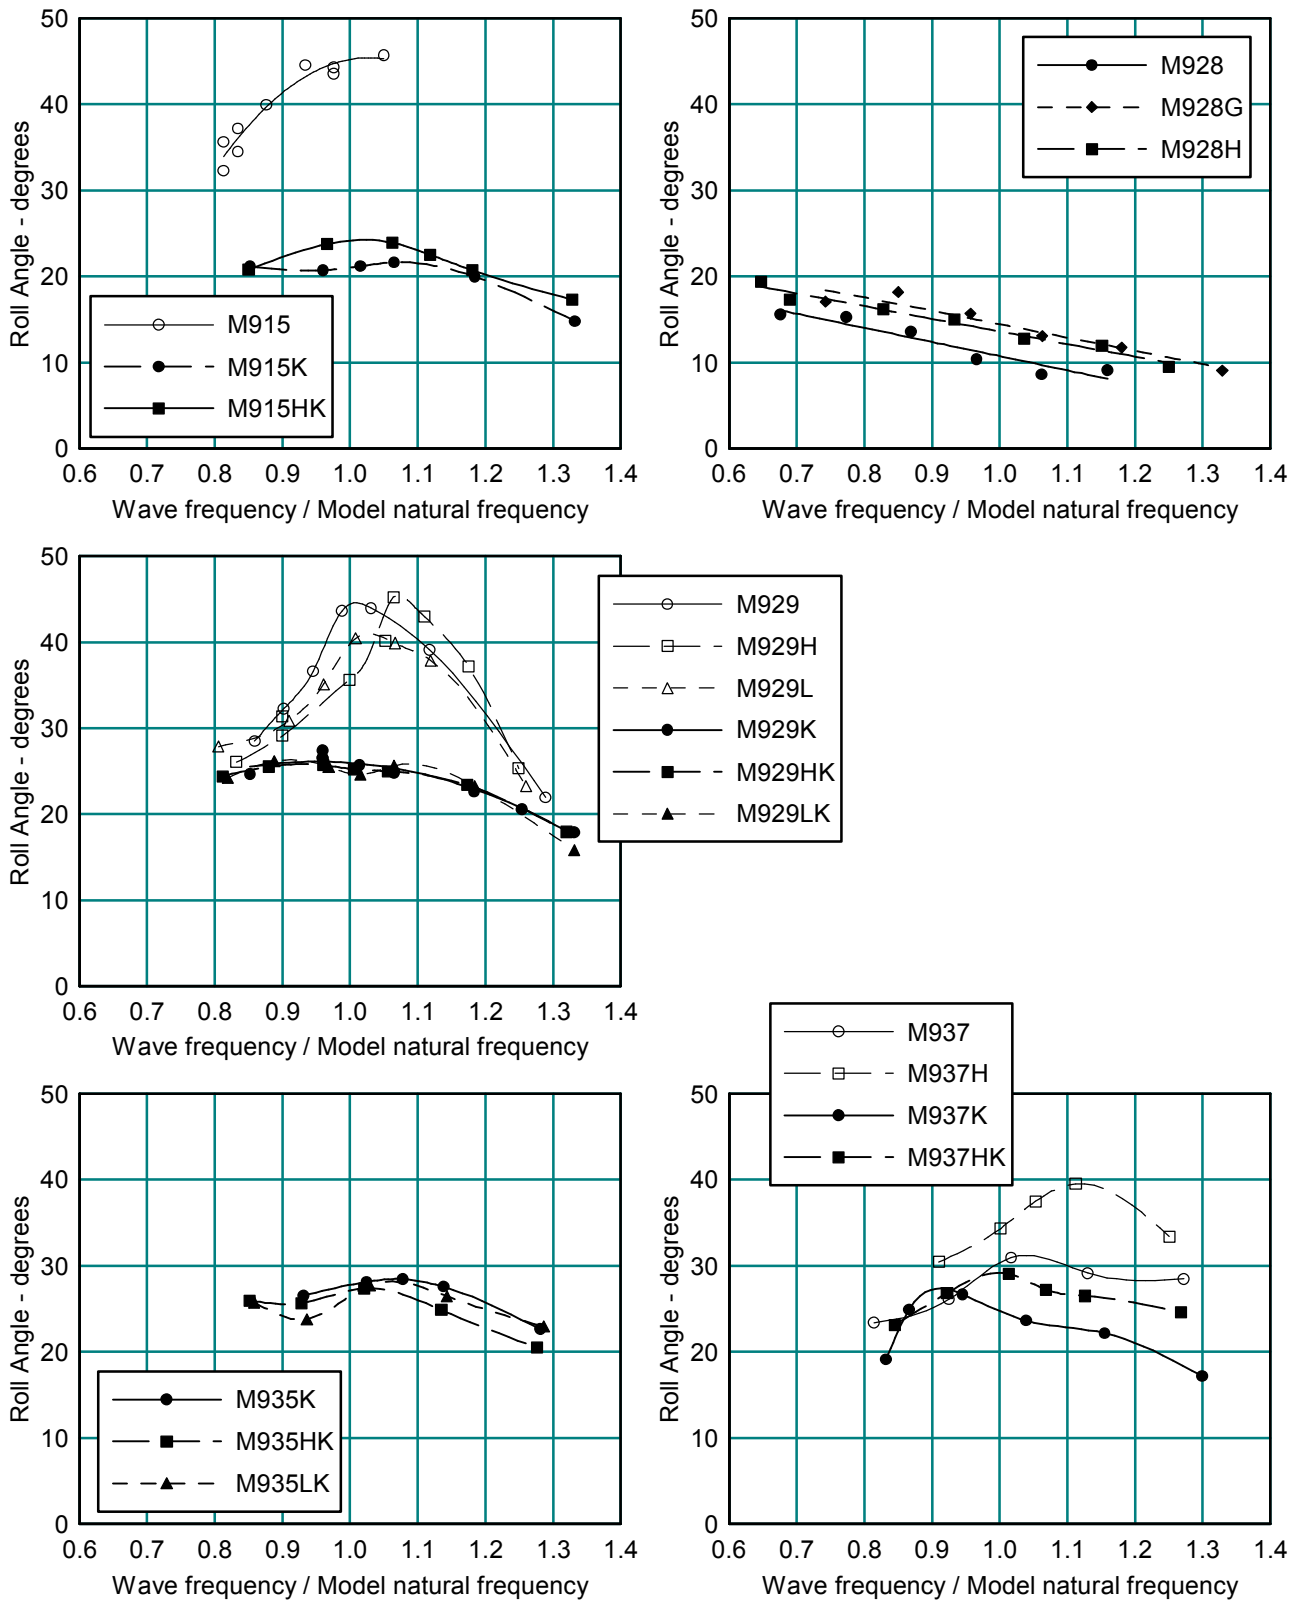 50
40
30
20
10
0
Roll Angle - degrees
M915
M915K
M915HK
0.6 0.7 0.8 0.9 1.0 1.1 1.2 1.3 1.4
Wave frequency / Model natural frequency
50
40
30
20
10
0
Roll Angle - degrees
M928
M928G
M928H
0.6 0.7 0.8 0.9 1.0 1.1 1.2 1.3 1.4
Wave frequency / Model natural frequency
50
40
30
20
10
0
Roll Angle - degrees
M929
M929H
M929L
M929K
M929HK
M929LK
0.6 0.7 0.8 0.9 1.0 1.1 1.2 1.3 1.4
Wave frequency / Model natural frequency
50
40
30
20
10
0
Roll Angle - degrees
M935K
M935HK
M935LK
0.6 0.7 0.8 0.9 1.0 1.1 1.2 1.3 1.4
Wave frequency / Model natural frequency
M937
M937H
M937K
M937HK
50
40
30
20
10
0
Roll Angle - degrees
0.6 0.7 0.8 0.9 1.0 1.1 1.2 1.3 1.4
Wave frequency / Model natural frequency